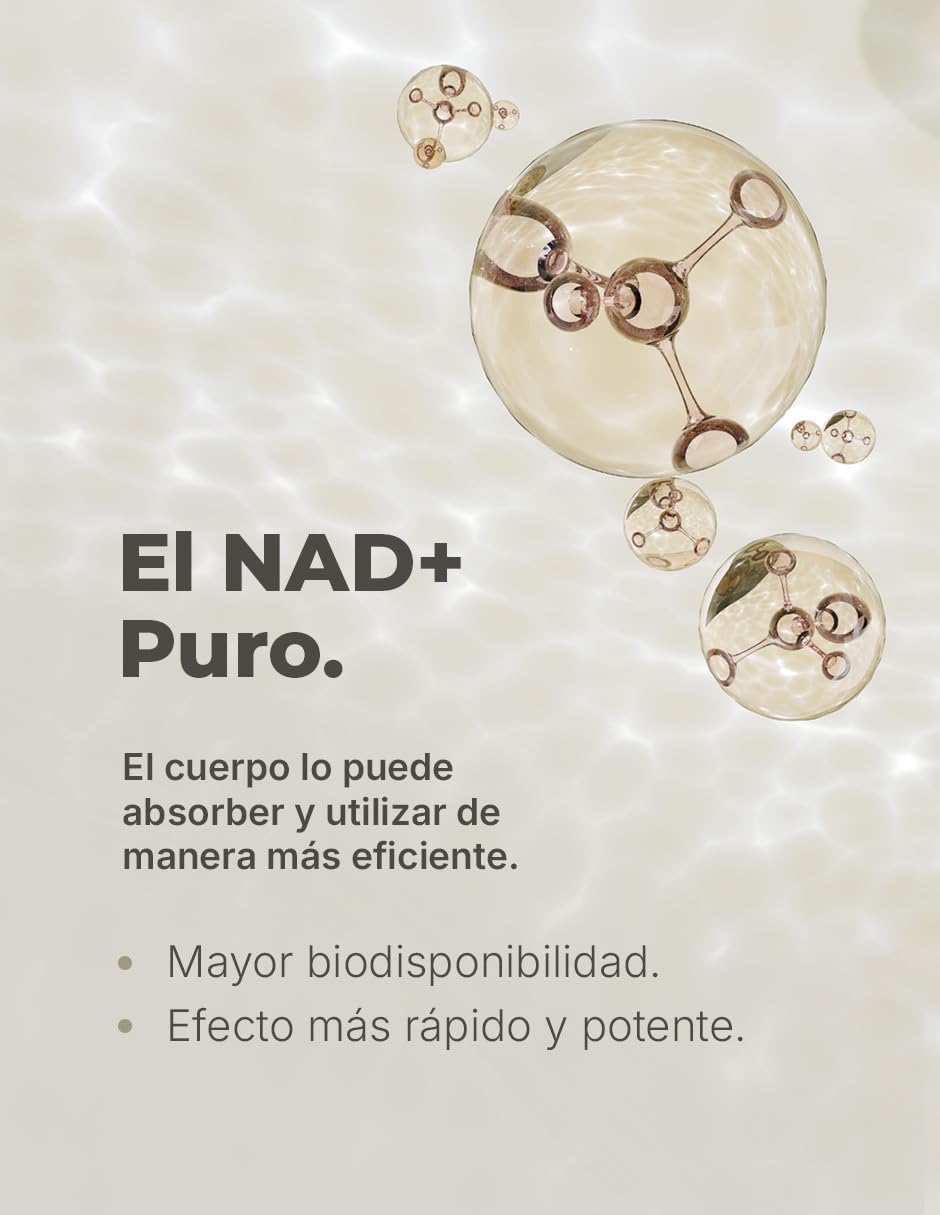 El NAD+
Puro.
El cuerpo lo puede
absorber y utilizar de
manera más eficiente.
• Mayor biodisponibilidad.
• Efecto más rápido y potente.